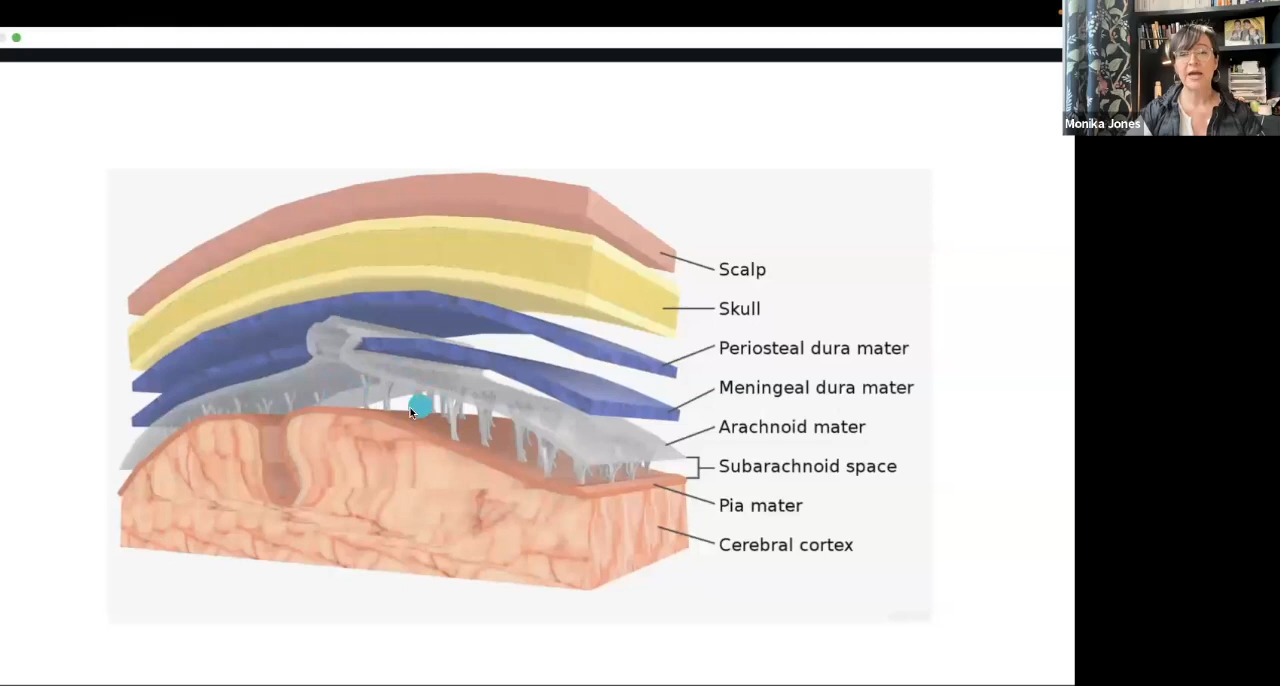 Monika Jones
Scalp
Skull
Periosteal dura mater
Meningeal dura mater
Arachnoid mater
Subarachnoid space
Pia mater
Cerebral cortex